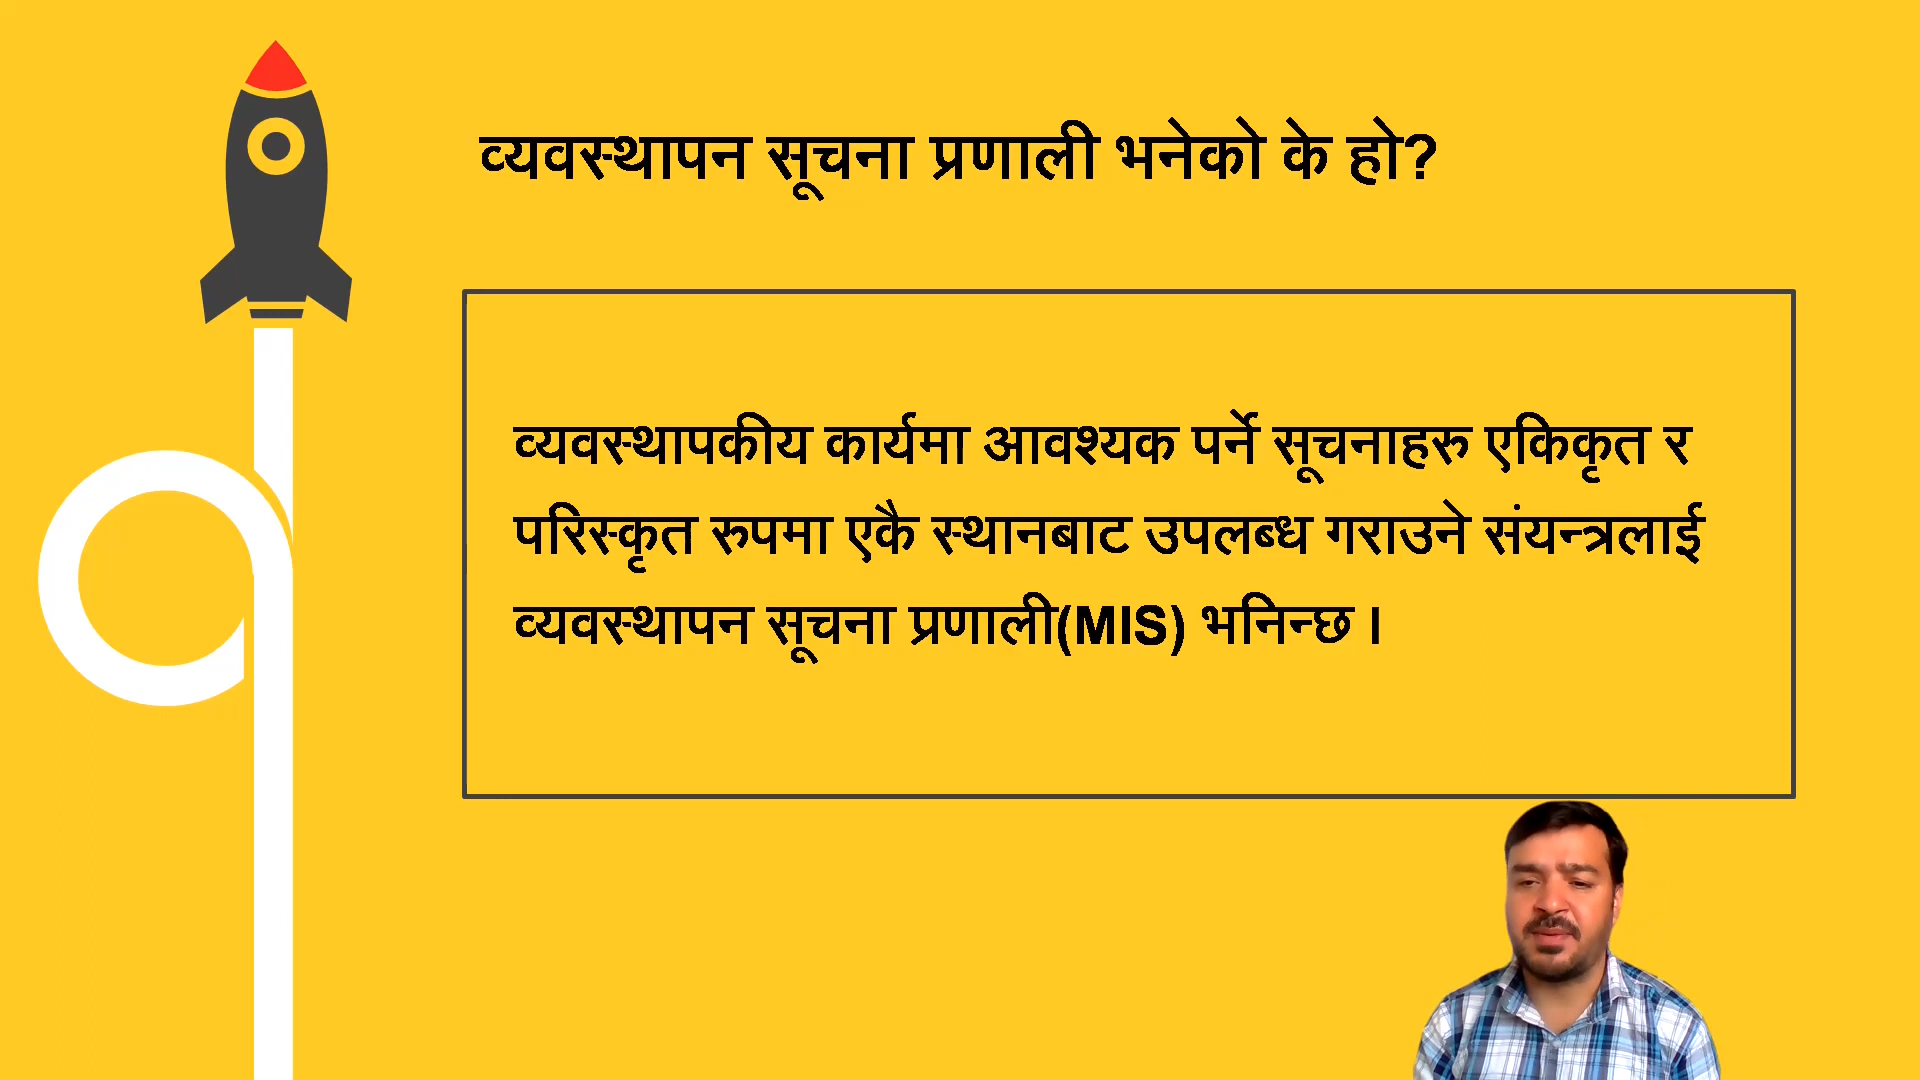 व्यवस्थापन सूचना प्रणाली भनेको के हो?
व्यवस्थापकीय कार्यमा आवश्यक पर्ने सूचनाहरु एकिकृत र
परिस्कृत रुपमा एकै स्थानबाट उपलब्ध गराउने संयन्त्रलाई
व्यवस्थापन सूचना प्रणाली(MIS) भनिन्छ ।